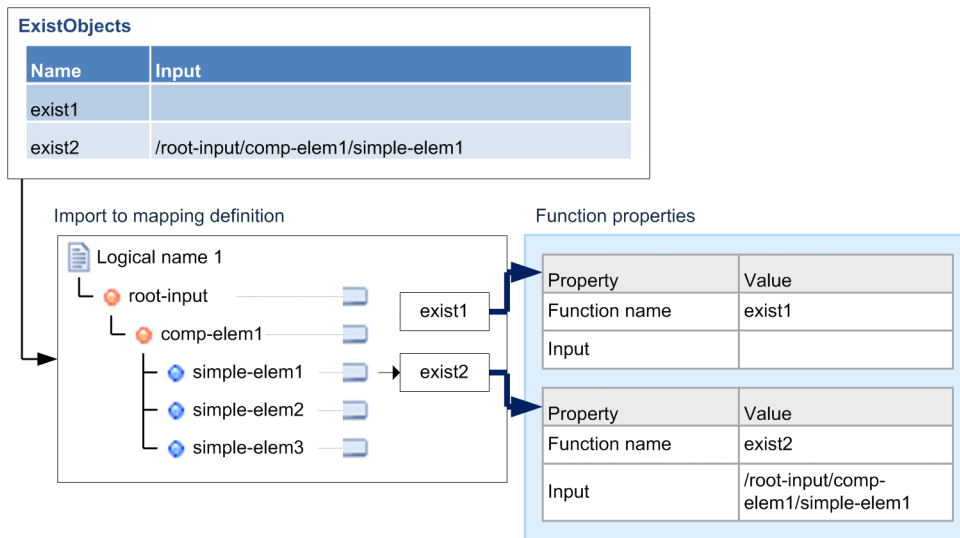 ExistObjects
Name Input
exist1
exist2 /root-input/comp-elem1/simple-elem1
Import to mapping definition
Logical name 1
root-input
comp-elem1
simple-elem1
simple-elem2
simple-elem3
exist1
exist2
Function properties
Property Value
Function name exist1
Input
Property Value
Function name exist2
Input /root-input/comp-
elem1/simple-elem1